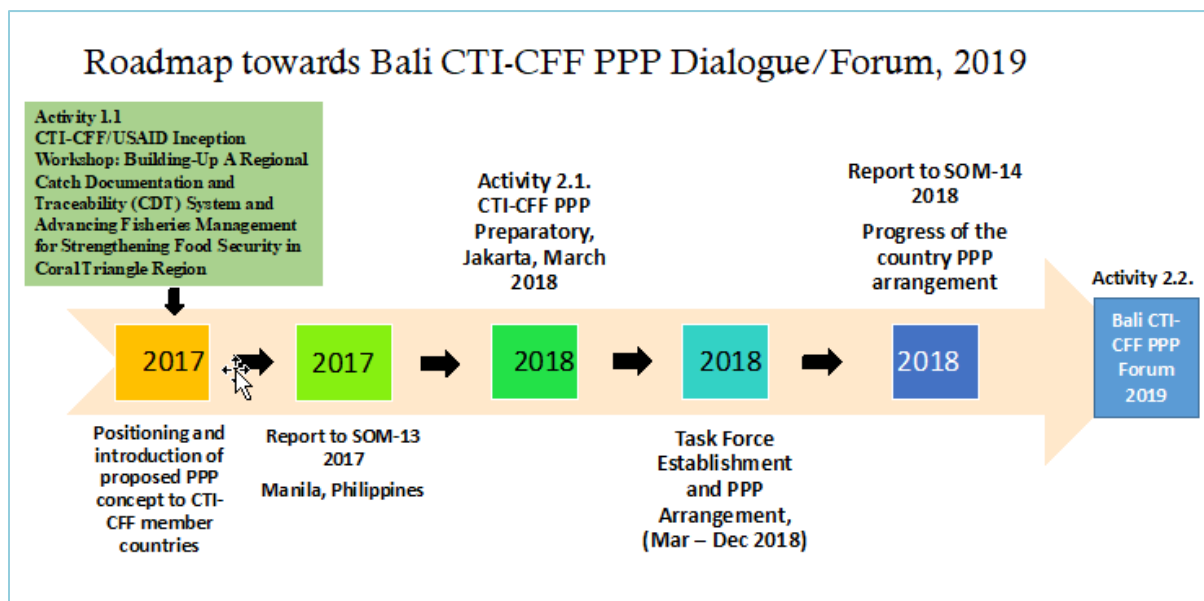 Roadmap towards Bali CTI-CFF PPP Dialogue/Forum, 2019
Activity 1.1
CTI-CFF/USAID Inception
Workshop: Building-Up A Regional
Catch Documentation and
Traceability (CDT) System and
Advancing Fisheries Management
for Strengthening Food Security in
Coral Triangle Region
2017
Positioning and
introduction of
proposed PPP
concept to CTI-
CFF member
countries
2017
Report to SOM-13
2017
Manila, Philippines
Activity 2.1.
CTI-CFF PPP
Preparatory,
Jakarta, March
2018
2018
2018
Task Force
Establishment
and PPP
Arrangement,
(Mar – Dec 2018)
Report to SOM-14
2018
Progress of the
country PPP
arrangement
2018
Activity 2.2.
Bali CTI-
CFF PPP
Forum
2019